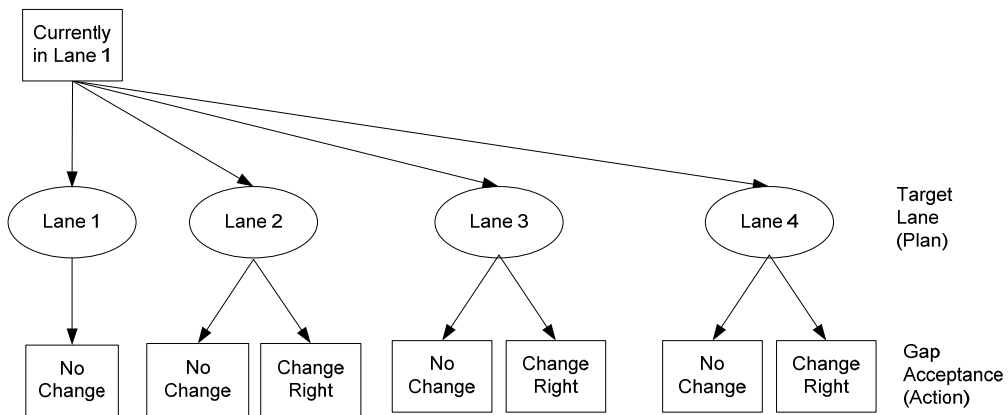 Currently
in Lane 1
Lane 1
Lane 2
Lane 3
Lane 4
Target
Lane
(Plan)
No
Change
No
Change
Change
Right
No
Change
Change
Right
No
Change
Change
Right
Gap
Acceptance
(Action)